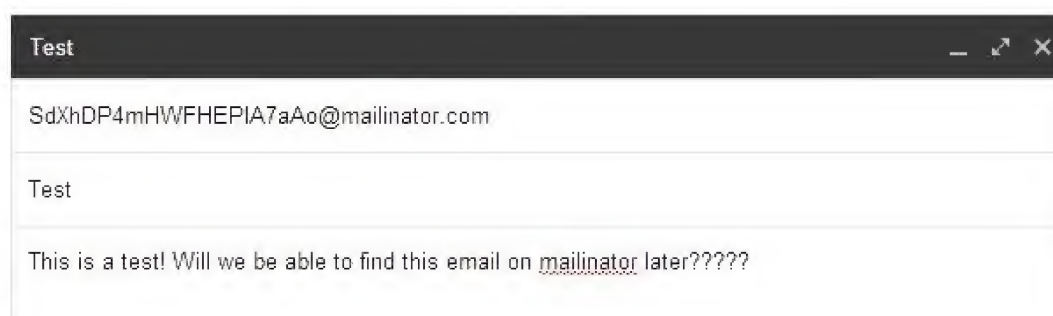 Test
SdXhDP4mHWFHEPIA7aAo@mailinator.com
Test
This is a test! Will we be able to find this email on mailinator later?????